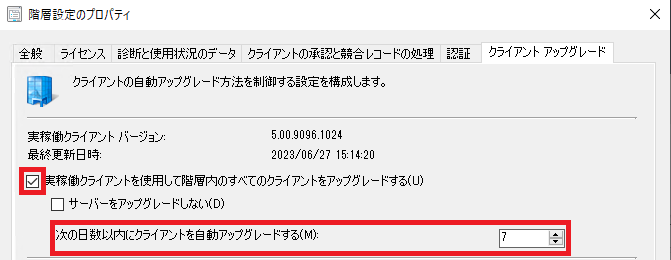 階層設定のプロパティ
全般 ライセンス 診断と使用状況のデータ クライアントの承認と競合レコードの処理 認証 クライアント アップグレード
クライアントの自動アップグレード方法を制御する設定を構成します。
実稼働クライアント バージョン: 5.00.9096.1024
最終更新日時: 2023/06/27 15:14:20
実稼働クライアントを使用して階層内のすべてのクライアントをアップグレードする(U)
サーバーをアップグレードしない(D)
次の日数以内にクライアントを自動アップグレードする(M): 7